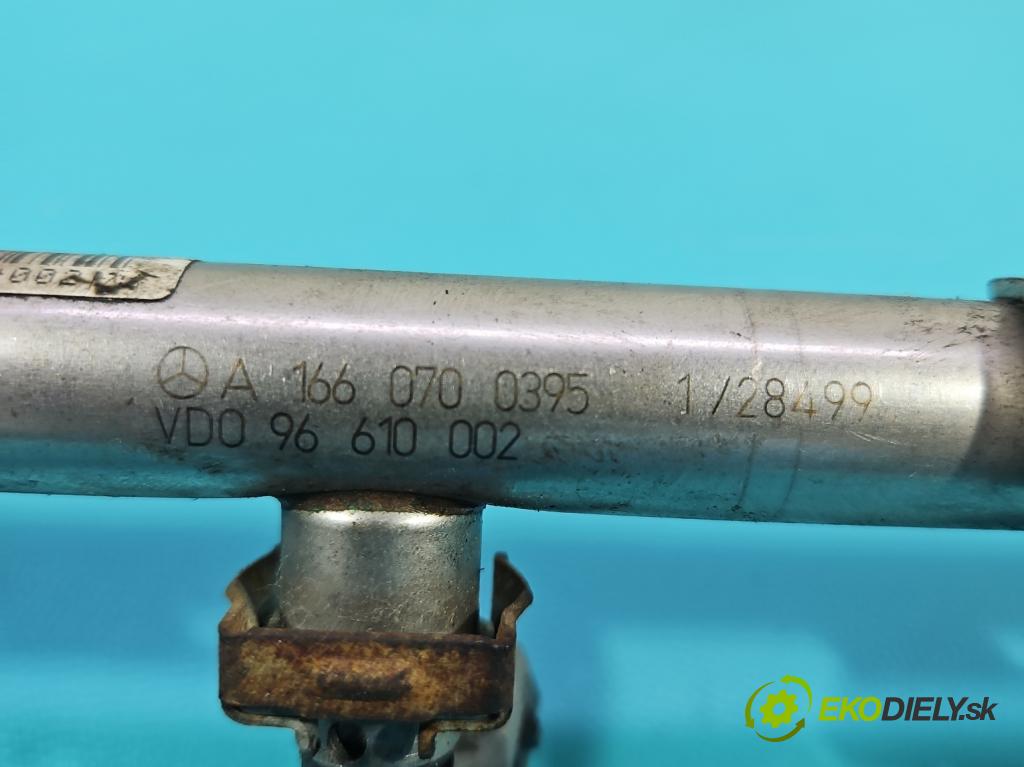 A 166 070 0395 1/28499
VDO 96 610 002
EKODIELY.sk